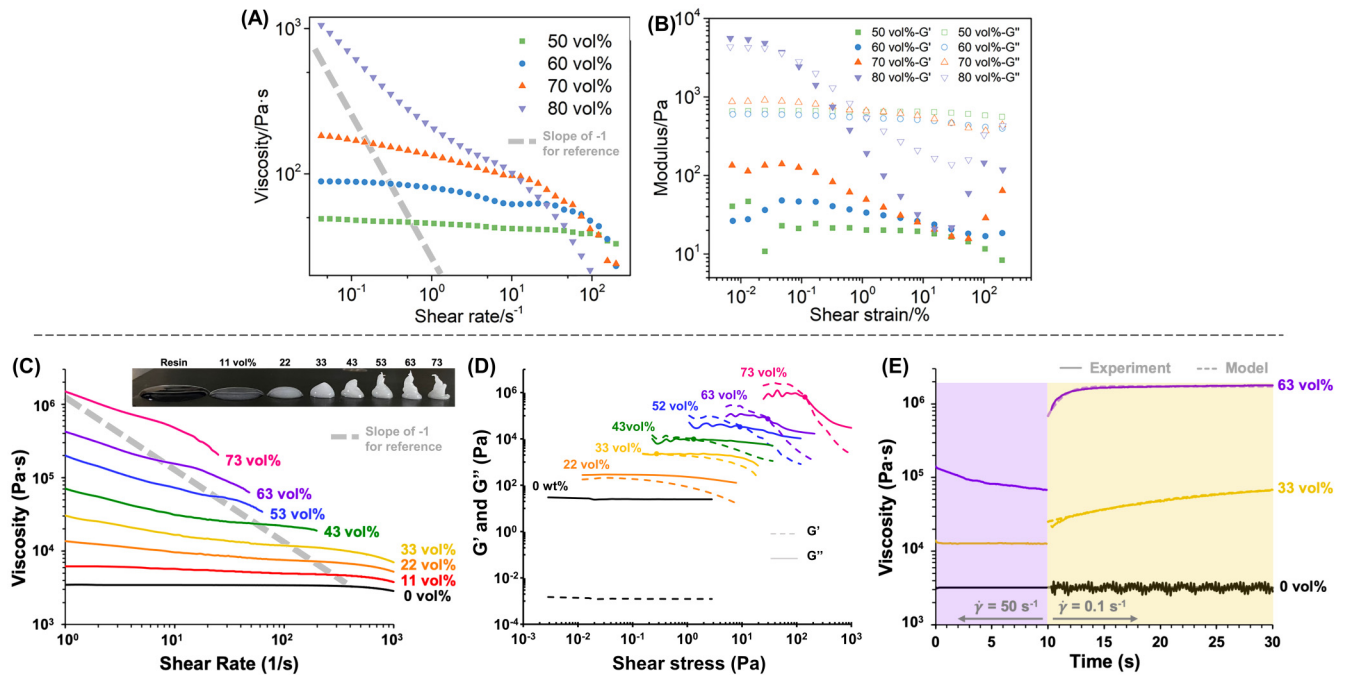 (A)
10³
10²
Viscosity/Pa·s
50 vol%
60 vol%
70 vol%
80 vol%
Slope of -1
for reference
10⁻¹
10⁰
10¹
10²
Shear rate/s⁻¹
(B)
10⁴
10³
10²
10¹
Modulus/Pa
50 vol%-G' 50 vol%-G"
60 vol%-G' 60 vol%-G"
70 vol%-G' 70 vol%-G"
80 vol%-G' 80 vol%-G"
10⁻²
10⁻¹
10⁰
10¹
10²
Shear strain/%
(C)
Resin 11 vol% 22 33 43 53 63 73
10⁶
10⁵
10⁴
10³
Viscosity (Pa·s)
Slope of -1
for reference
73 vol%
63 vol%
53 vol%
43 vol%
33 vol%
22 vol%
11 vol%
0 vol%
10⁰
10¹
10²
10³
Shear Rate (1/s)
(D)
10⁸
10⁶
10⁴
10²
10⁰
10⁻²
10⁻⁴
G' and G" (Pa)
73 vol%
63 vol%
52 vol%
43vol%
33 vol%
22 vol%
0 wt%
G'
G"
10⁻³
10⁻²
10⁻¹
10⁰
10¹
10²
10³
Shear stress (Pa)
(E)
Experiment Model
10⁶
10⁵
10⁴
10³
Viscosity (Pa·s)
63 vol%
33 vol%
0 vol%
γ̇ = 50 s⁻¹
γ̇ = 0.1 s⁻¹
0 5 10 15 20 25 30
Time (s)